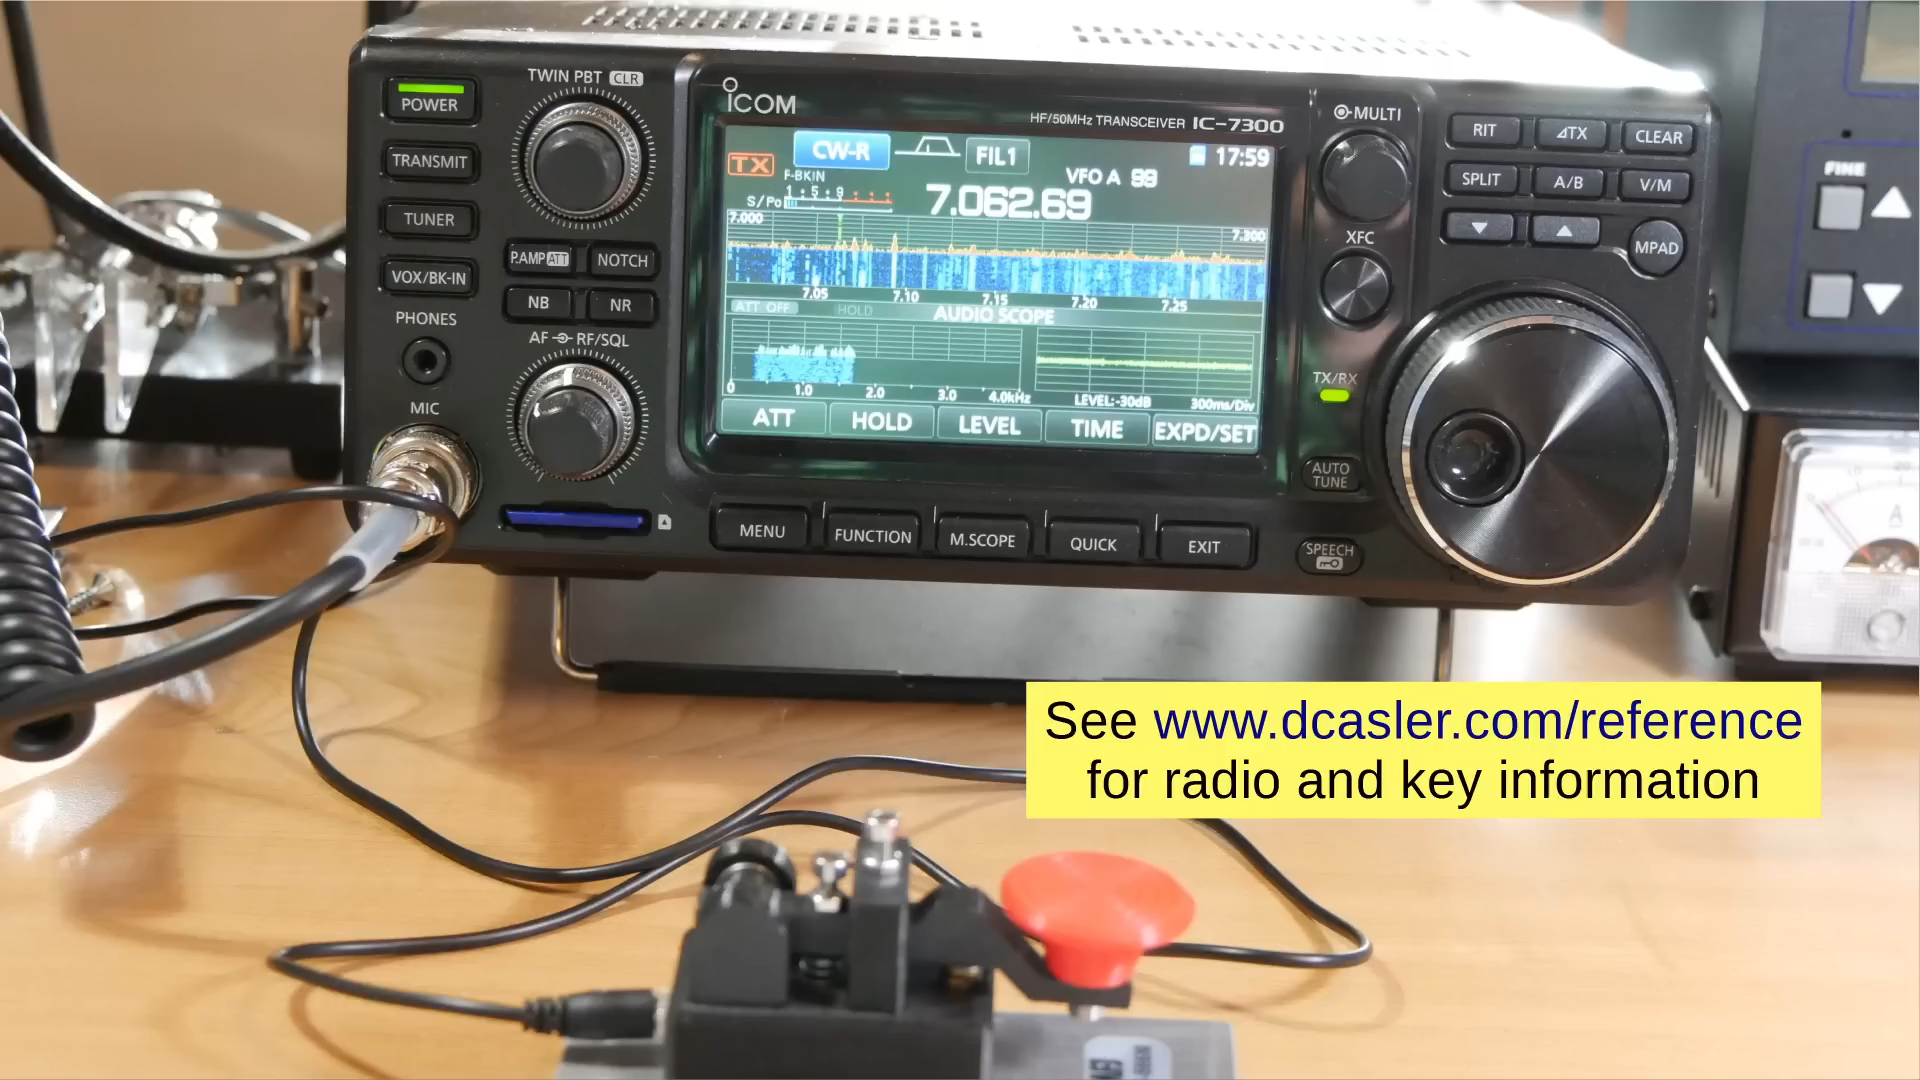 TWIN PBT CLR
POWER
TRANSMIT
TUNER
VOX/BK-IN
PHONES
MIC
P.AMP ATT
NOTCH
NB
NR
AF RF/SQL
ICOM
HF/50MHz TRANSCEIVER IC-7300
TX
CW-R
FIL1
17:59
F-BKIN
VFO A 99
1 5 9
S/Po
7.062.69
7.000
7.300
7.05 7.10 7.15 7.20 7.25
ATT OFF
HOLD
AUDIO SCOPE
0 1.0 2.0 3.0 4.0kHz
LEVEL:-30dB
300ms/Div
ATT
HOLD
LEVEL
TIME
EXPD/SET
MENU
FUNCTION
M.SCOPE
QUICK
EXIT
MULTI
XFC
TX/RX
AUTO
TUNE
SPEECH
RIT
⊿TX
CLEAR
SPLIT
A/B
V/M
MPAD
FINE
A
See www.dcasler.com/reference
for radio and key information